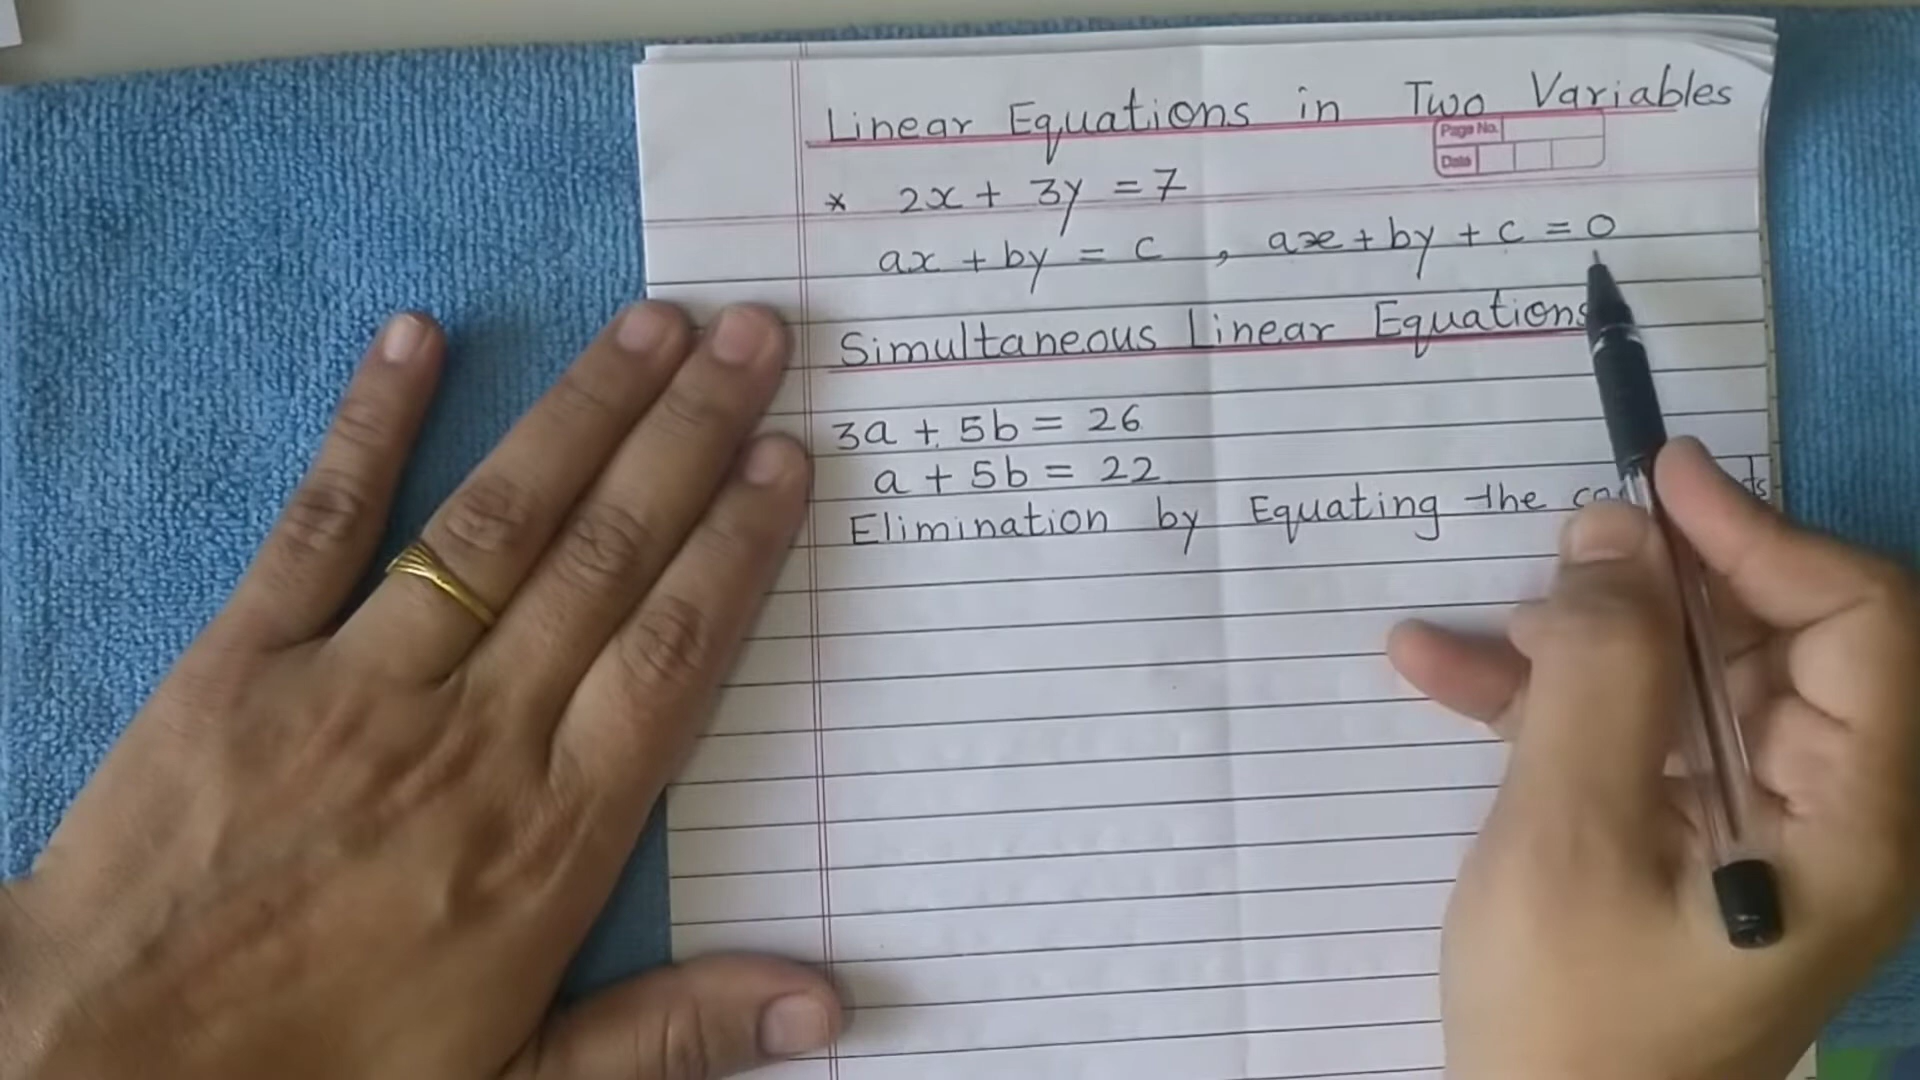 Linear Equations in Two Variables
Page No.
Date
* 2x + 3y = 7
ax + by = c , ax + by + c = 0
Simultaneous Linear Equations
3a + 5b = 26
a + 5b = 22
Elimination by Equating the